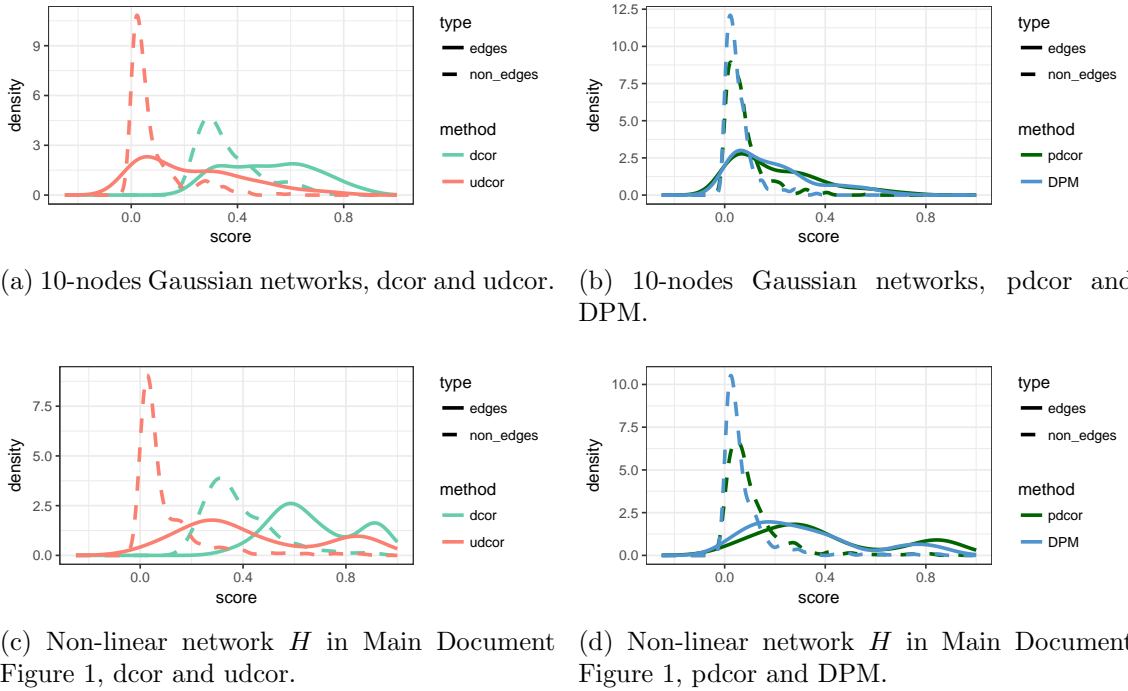 9
6
3
0
density
0.0
0.4
0.8
score
type
edges
non_edges
method
dcor
udcor
(a) 10-nodes Gaussian networks, dcor and udcor.
12.5
10.0
7.5
5.0
2.5
0.0
density
0.0
0.4
0.8
score
type
edges
non_edges
method
pdcor
DPM
(b) 10-nodes Gaussian networks, pdcor and
DPM.
7.5
5.0
2.5
0.0
density
0.0
0.4
0.8
score
type
edges
non_edges
method
dcor
udcor
(c) Non-linear network H in Main Document
Figure 1, dcor and udcor.
10.0
7.5
5.0
2.5
0.0
density
0.0
0.4
0.8
score
type
edges
non_edges
method
pdcor
DPM
(d) Non-linear network H in Main Document
Figure 1, pdcor and DPM.